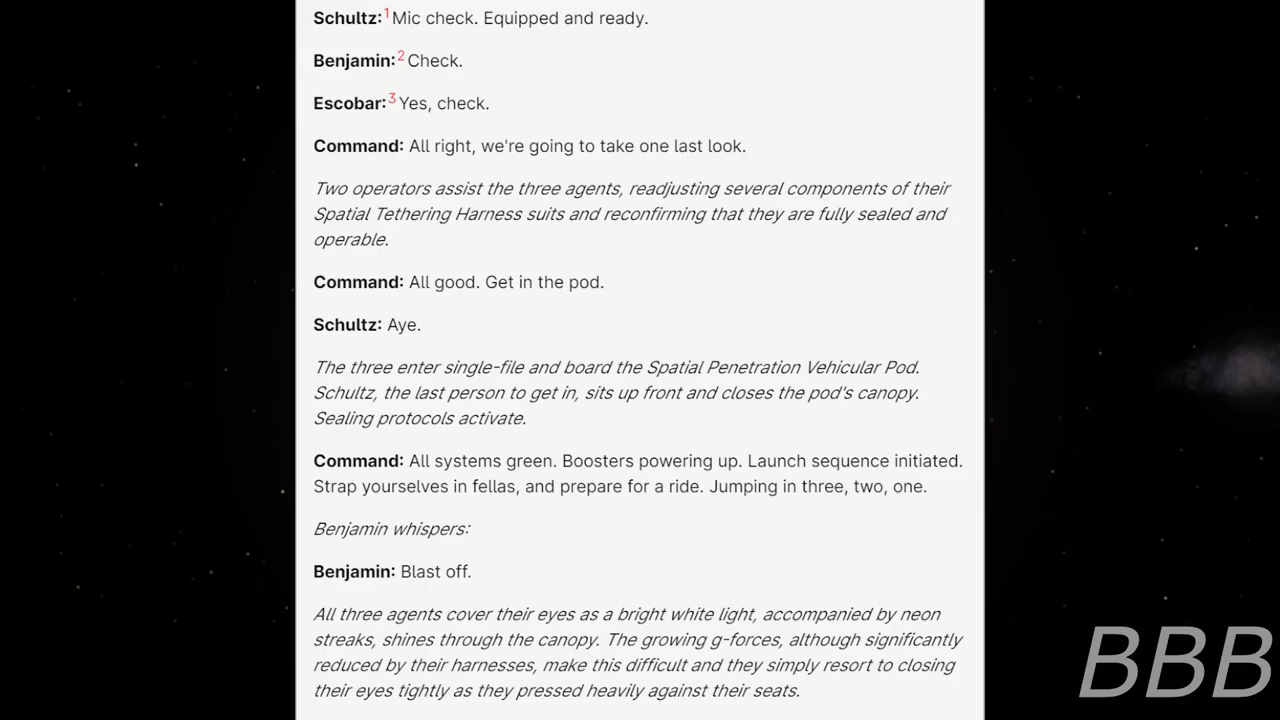 Schultz:1 Mic check. Equipped and ready.
Benjamin:2 Check.
Escobar:3 Yes, check.
Command: All right, we're going to take one last look.
Two operators assist the three agents, readjusting several components of their
Spatial Tethering Harness suits and reconfirming that they are fully sealed and
operable.
Command: All good. Get in the pod.
Schultz: Aye.
The three enter single-file and board the Spatial Penetration Vehicular Pod.
Schultz, the last person to get in, sits up front and closes the pod's canopy.
Sealing protocols activate.
Command: All systems green. Boosters powering up. Launch sequence initiated.
Strap yourselves in fellas, and prepare for a ride. Jumping in three, two, one.
Benjamin whispers:
Benjamin: Blast off.
All three agents cover their eyes as a bright white light, accompanied by neon
streaks, shines through the canopy. The growing g-forces, although significantly
reduced by their harnesses, make this difficult and they simply resort to closing
their eyes tightly as they pressed heavily against their seats.
BBB